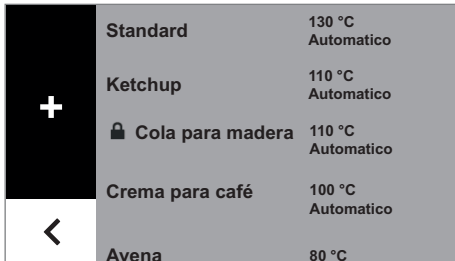 Standard 130 °C
Automatico
Ketchup 110 °C
Automatico
Cola para madera 110 °C
Automatico
Crema para café 100 °C
Automatico
Avena 80 °C